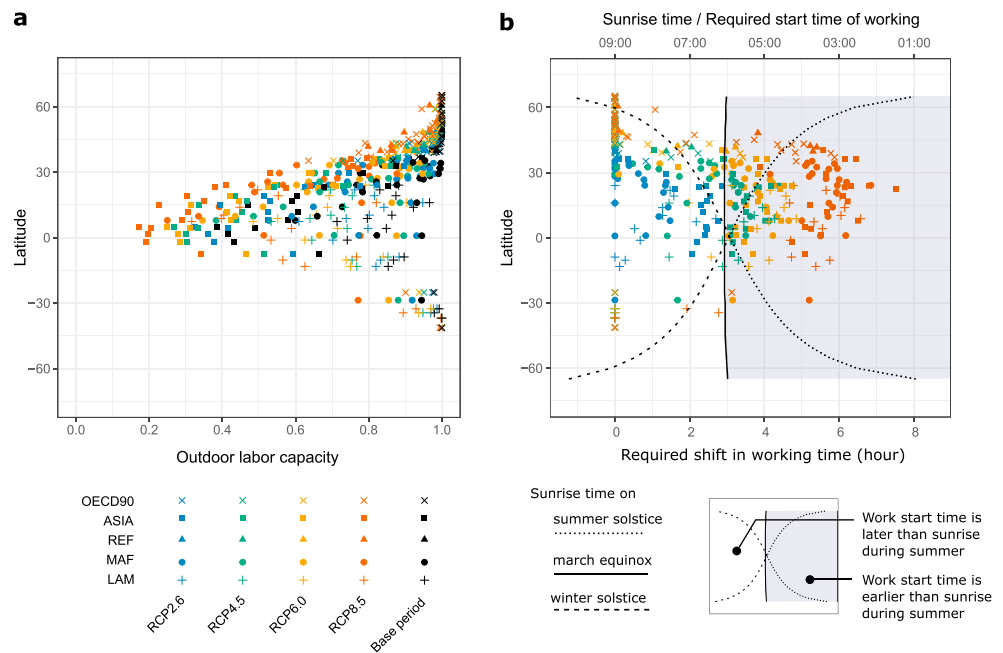 a
b
Sunrise time / Required start time of working
09:00 07:00 05:00 03:00 01:00
60
30
0
−30
−60
Latitude
0.0 0.2 0.4 0.6 0.8 1.0
Outdoor labor capacity
60
30
0
−30
−60
Latitude
0 2 4 6 8
Required shift in working time (hour)
OECD90
ASIA
REF
MAF
LAM
RCP2.6
RCP4.5
RCP6.0
RCP8.5
Base period
Sunrise time on
summer solstice
march equinox
winter solstice
Work start time is
later than sunrise
during summer
Work start time is
earlier than sunrise
during summer